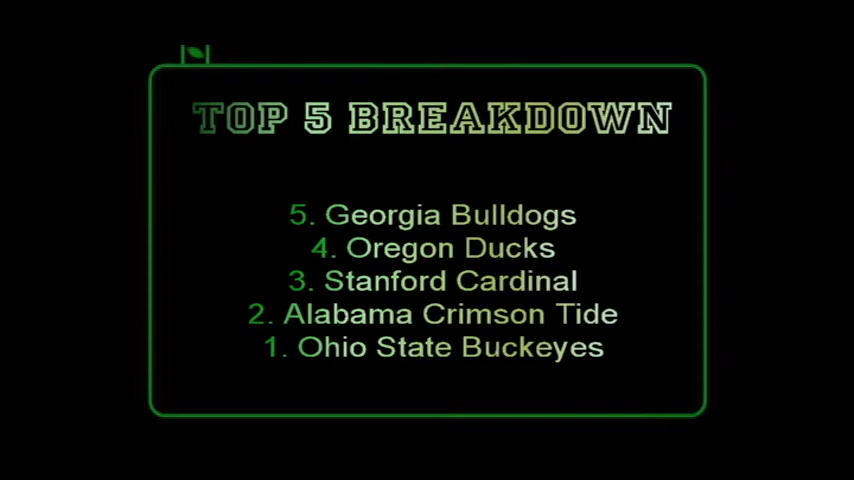 TOP 5 BREAKDOWN
5. Georgia Bulldogs
4. Oregon Ducks
3. Stanford Cardinal
2. Alabama Crimson Tide
1. Ohio State Buckeyes